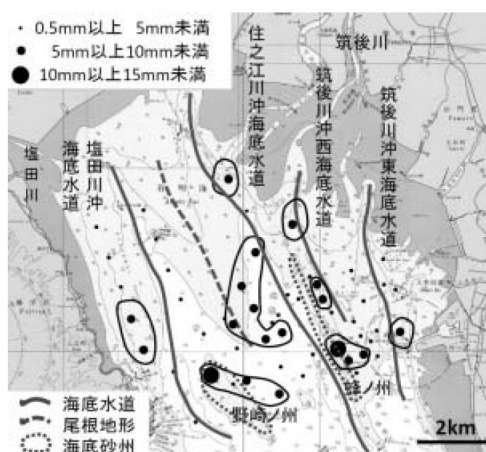 0.5mm以上 5mm未満
5mm以上10mm未満
10mm以上15mm未満
塩田川
塩田川沖
海底水道
住之江川沖海底水道
筑後川
筑後川沖西海底水道
筑後川沖東海底水道
野崎ノ州
蜂ノ州
海底水道
尾根地形
海底砂州
2km